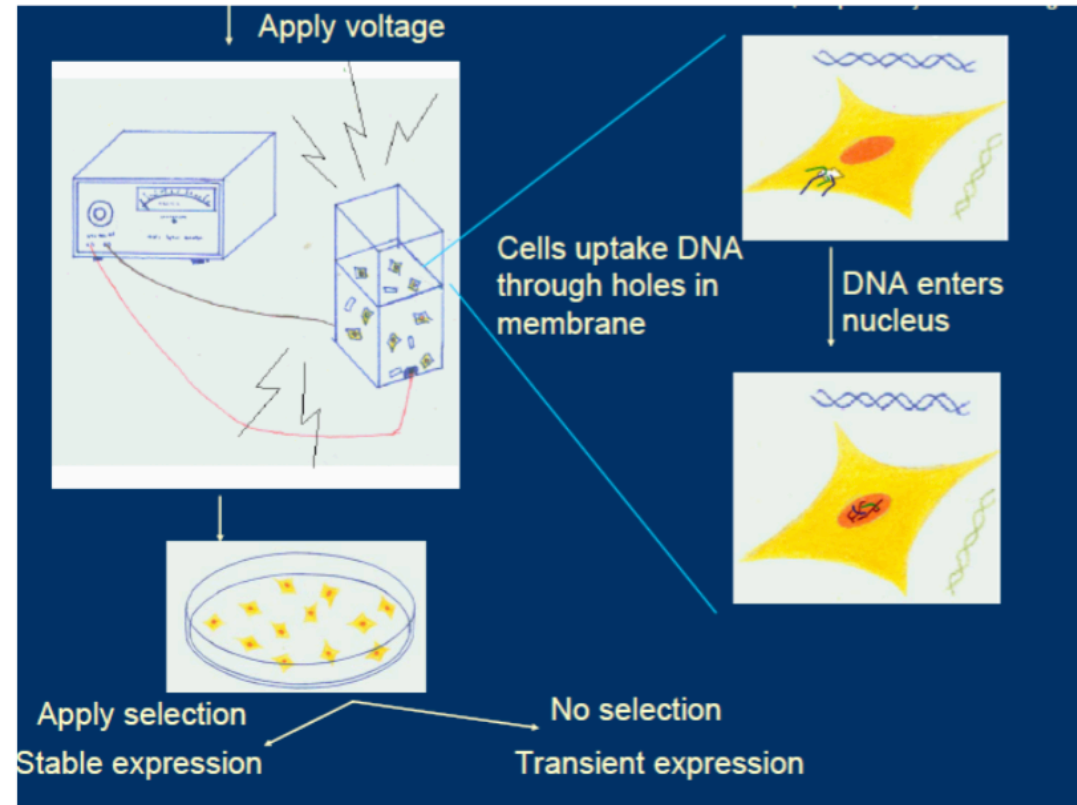 Apply voltage
Cells uptake DNA
through holes in
membrane
DNA enters
nucleus
Apply selection
No selection
Stable expression
Transient expression